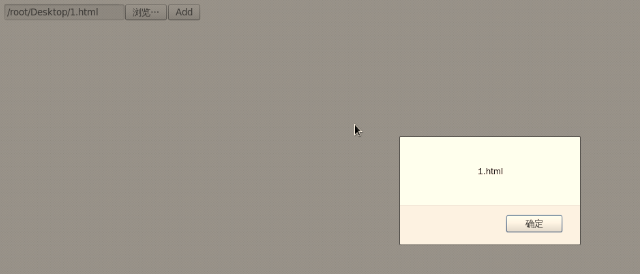 /root/Desktop/1.html 浏览… Add
1.html
确定